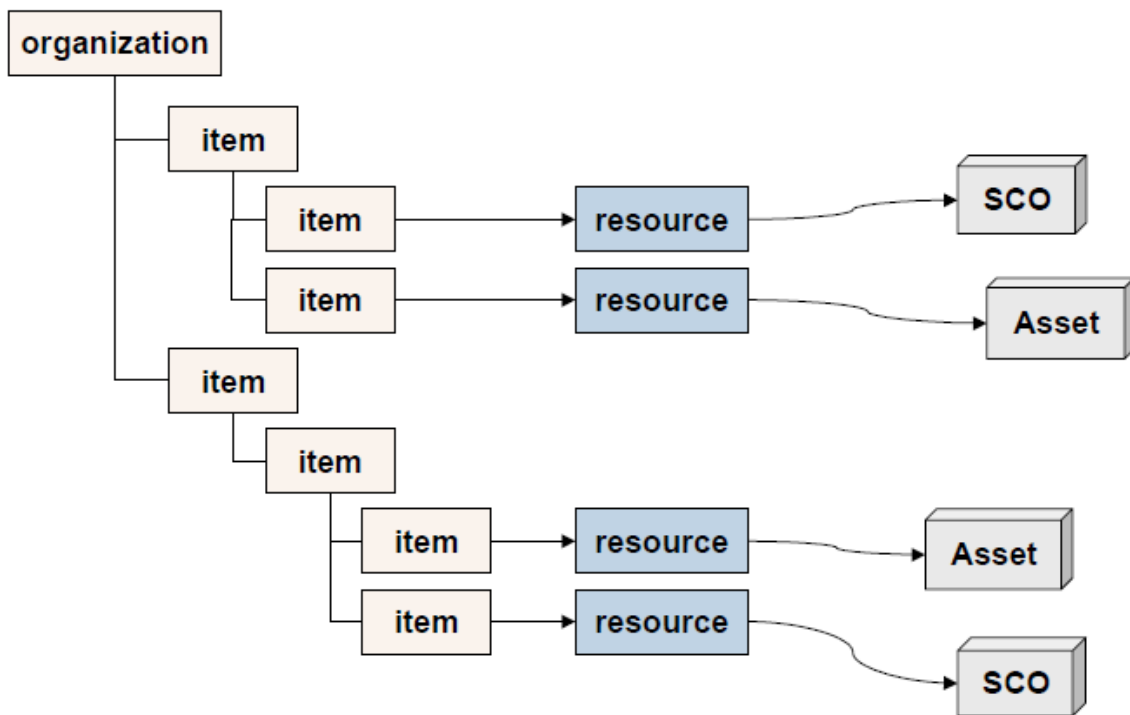 organization
item
item
resource
SCO
item
resource
Asset
item
item
item
resource
Asset
item
resource
SCO